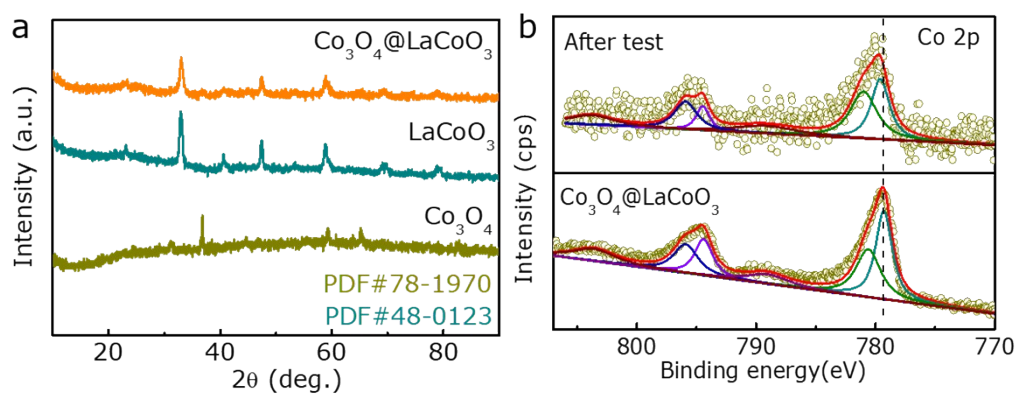 a
Co₃O₄@LaCoO₃
LaCoO₃
Co₃O₄
PDF#78-1970
PDF#48-0123
Intensity (a.u.)
20 40 60 80
2θ (deg.)
b
After test
Co 2p
Co₃O₄@LaCoO₃
Intensity (cps)
800 790 780 770
Binding energy(eV)